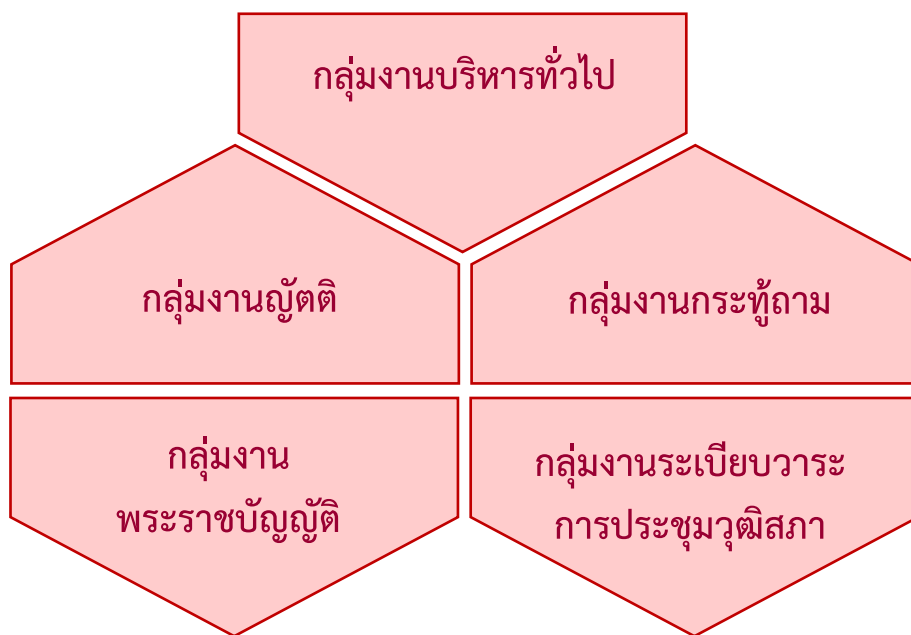 กลุ่มงานบริหารทั่วไป
กลุ่มงานญัตติ
กลุ่มงานกระทู้ถาม
กลุ่มงาน
พระราชบัญญัติ
กลุ่มงานระเบียบวาระ
การประชุมวุฒิสภา